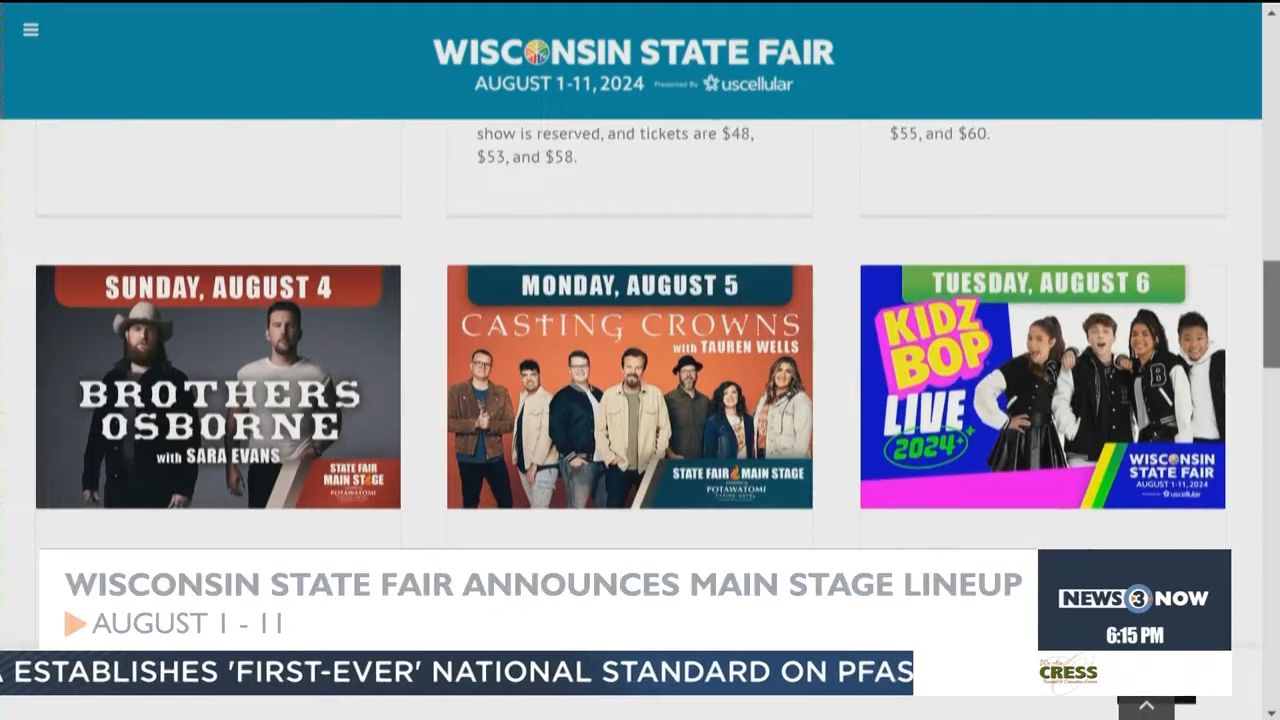 WISCONSIN STATE FAIR
AUGUST 1-11, 2024 Presented By uscellular
show is reserved, and tickets are $48,
$53, and $58.
$55, and $60.
SUNDAY, AUGUST 4
BROTHERS
OSBORNE
with SARA EVANS
STATE FAIR
MAIN STAGE
POTAWATOMI
MONDAY, AUGUST 5
CASTING CROWNS
with TAUREN WELLS
STATE FAIR MAIN STAGE
POTAWATOMI
TUESDAY, AUGUST 6
KIDZ
BOP
LIVE
2024
B
WISCONSIN
STATE FAIR
AUGUST 1-11, 2024
uscellular
WISCONSIN STATE FAIR ANNOUNCES MAIN STAGE LINEUP
AUGUST 1 - 11
NEWS 3 NOW
6:15 PM
A ESTABLISHES 'FIRST-EVER' NATIONAL STANDARD ON PFAS
CRESS